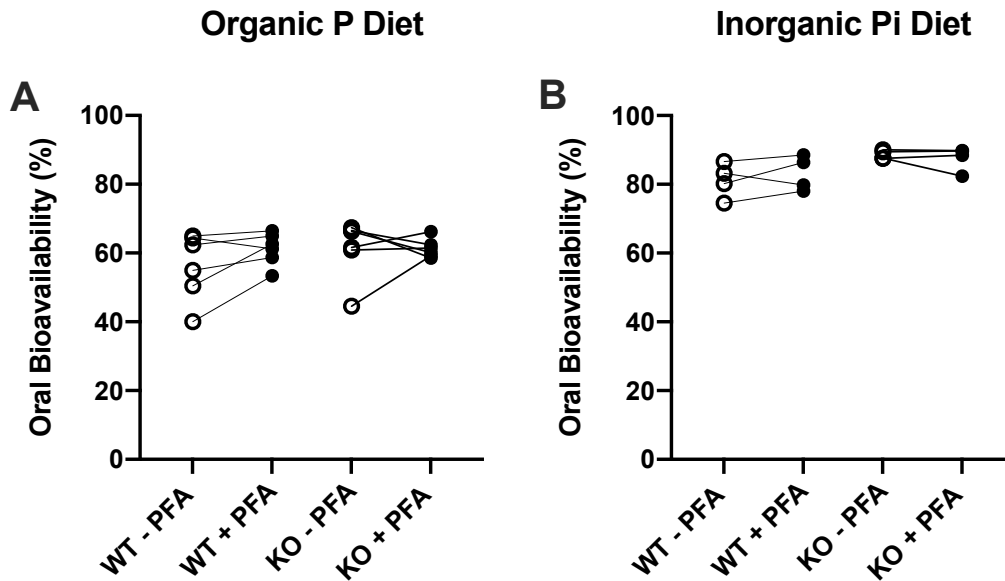 Organic P Diet
Inorganic Pi Diet
A
B
Oral Bioavailability (%)
100
80
60
40
20
0
WT - PFA
WT + PFA
KO - PFA
KO + PFA
Oral Bioavailability (%)
100
80
60
40
20
0
WT - PFA
WT + PFA
KO - PFA
KO + PFA